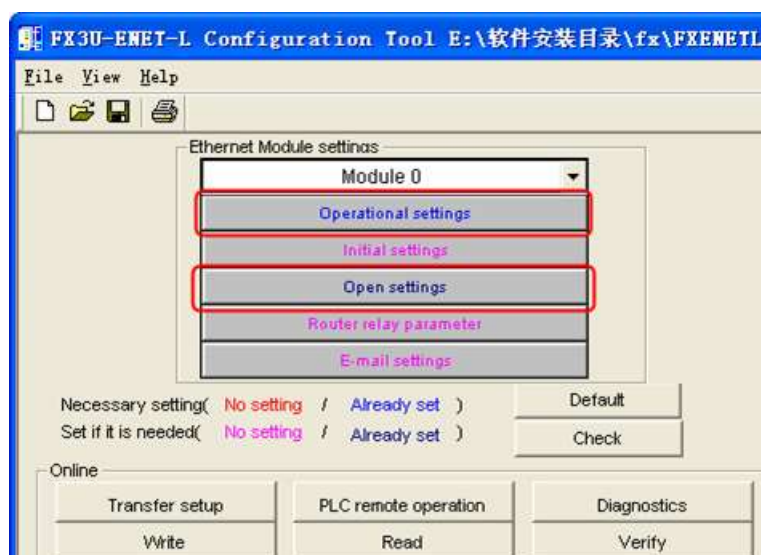 FX3U-ENET-L Configuration Tool E:\软件安装目录\fx\FXENETL
File View Help
Ethernet Module settings
Module 0
Operational settings
Initial settings
Open settings
Router relay parameter
E-mail settings
Necessary setting( No setting / Already set ) Default
Set if it is needed( No setting / Already set ) Check
Online
Transfer setup PLC remote operation Diagnostics
Write Read Verify